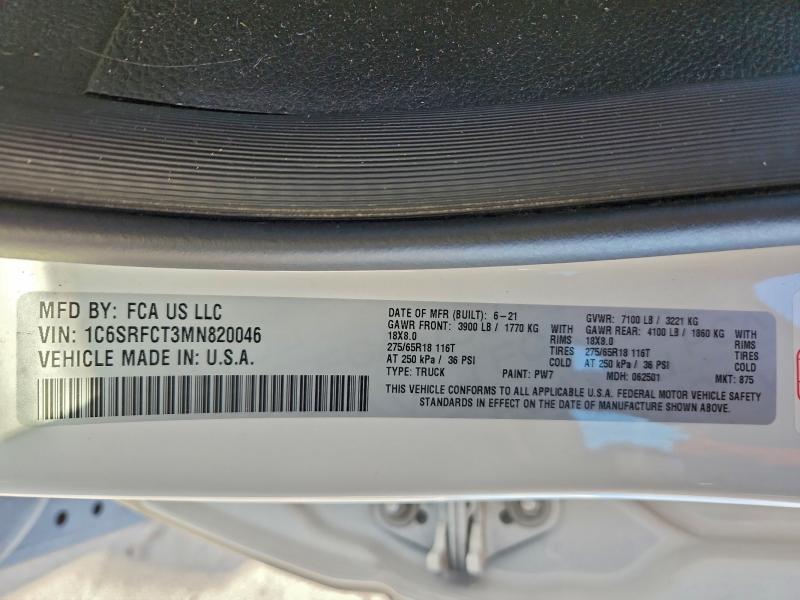 MFD BY: FCA US LLC
VIN: 1C6SRFCT3MN820046
VEHICLE MADE IN: U.S.A.
DATE OF MFR (BUILT): 6-21
GAWR FRONT: 3900 LB / 1770 KG WITH
18X8.0 RIMS
275/65R18 116T TIRES
AT 250 kPa / 36 PSI COLD
GVWR: 7100 LB / 3221 KG
GAWR REAR: 4100 LB / 1860 KG WITH
18X8.0 RIMS
275/65R18 116T TIRES
AT 250 kPa / 36 PSI COLD
TYPE: TRUCK PAINT: PW7 MDH: 062501 MKT: 875
THIS VEHICLE CONFORMS TO ALL APPLICABLE U.S.A. FEDERAL MOTOR VEHICLE SAFETY
STANDARDS IN EFFECT ON THE DATE OF MANUFACTURE SHOWN ABOVE.